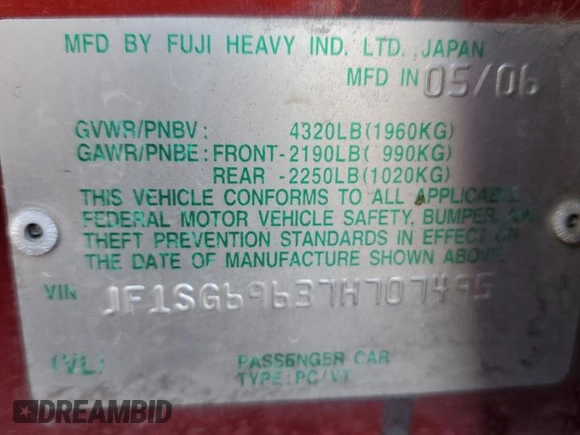 MFD BY FUJI HEAVY IND. LTD., JAPAN
MFD IN 05/06
GVWR/PNBV: 4320LB(1960KG)
GAWR/PNBE: FRONT-2190LB( 990KG)
REAR -2250LB(1020KG)
THIS VEHICLE CONFORMS TO ALL APPLICABLE
FEDERAL MOTOR VEHICLE SAFETY, BUMPER, AND
THEFT PREVENTION STANDARDS IN EFFECT ON
THE DATE OF MANUFACTURE SHOWN ABOVE.
VIN JF1SG69637H707495
(VL) PASSENGER CAR
TYPE:PC/VT
DREAMBID